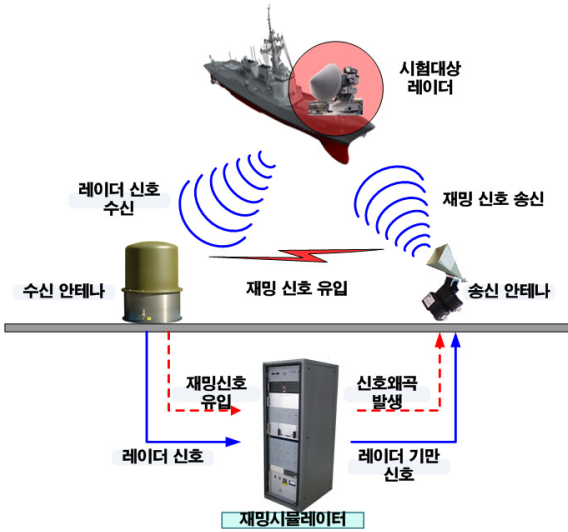 시험대상
레이더
레이더 신호
수신
재밍 신호 송신
수신 안테나
재밍 신호 유입
송신 안테나
재밍신호
유입
신호왜곡
발생
레이더 신호
레이더 기만
신호
재밍시뮬레이터